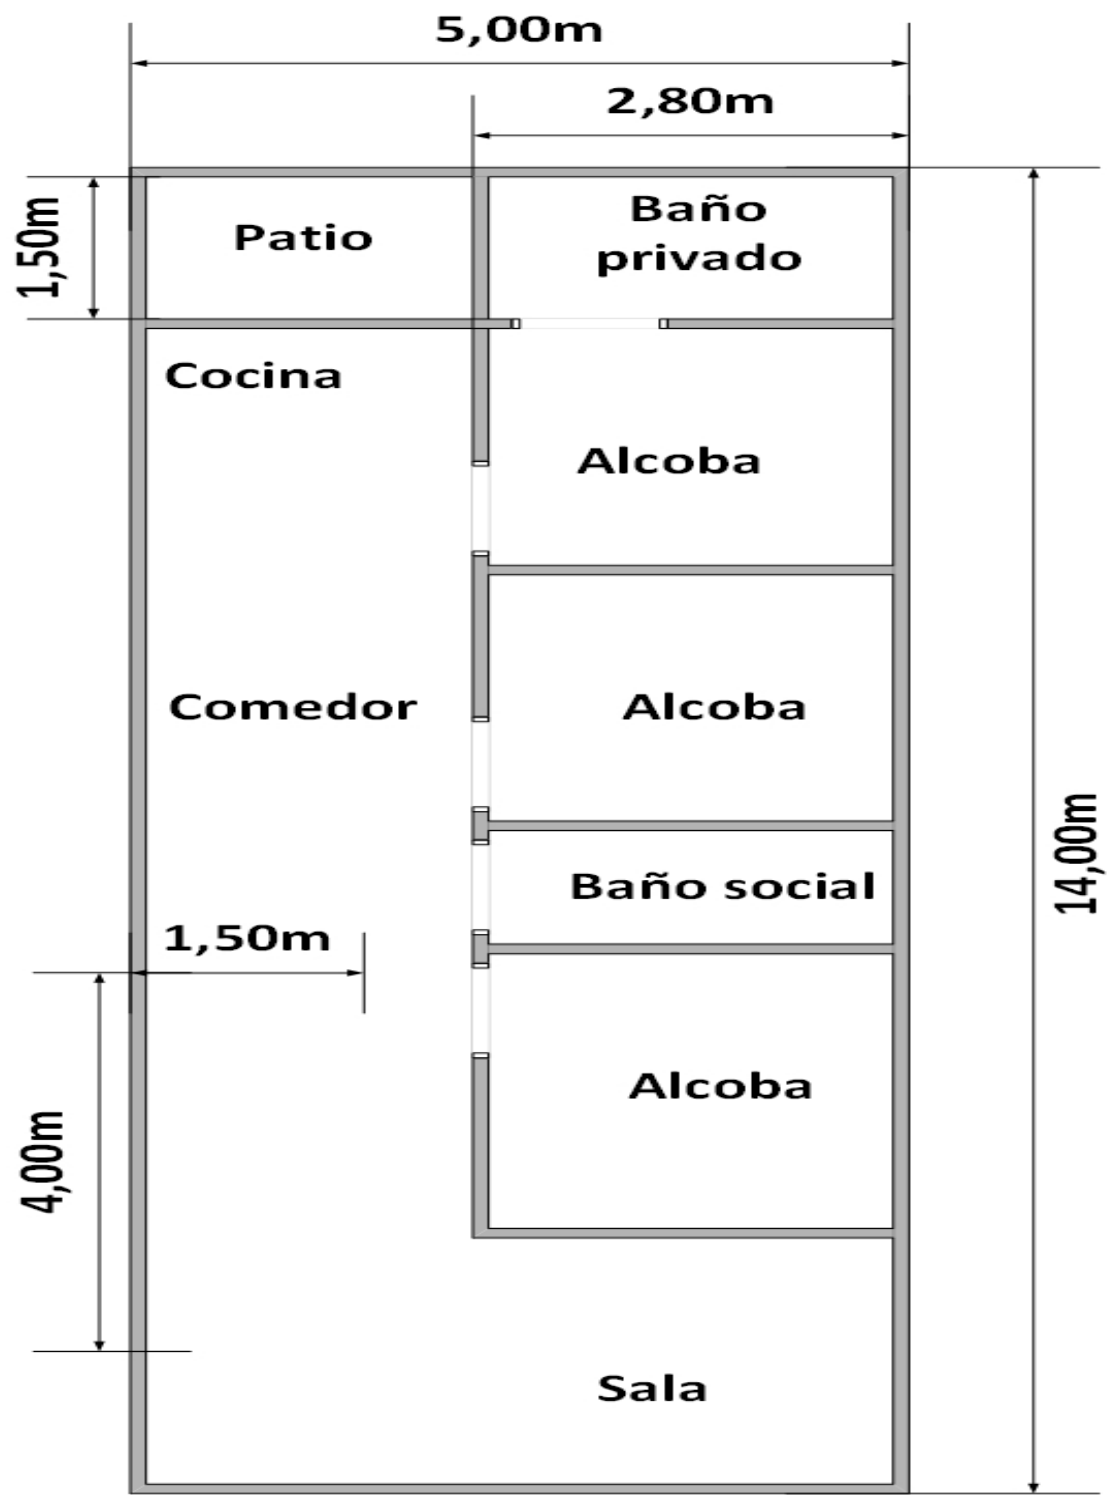 5,00m
2,80m
1,50m
Patio
Baño
privado
Cocina
Alcoba
Comedor
Alcoba
14,00m
Baño social
1,50m
4,00m
Alcoba
Sala